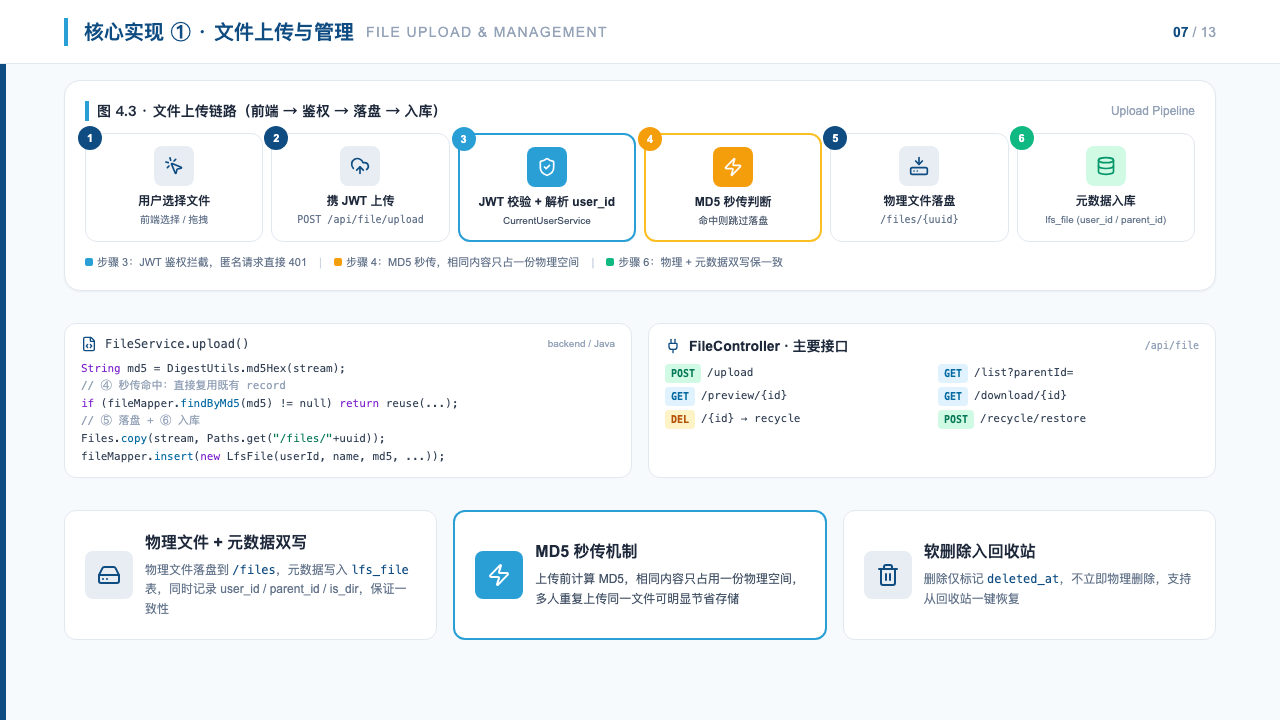 核心实现 ① · 文件上传与管理 FILE UPLOAD & MANAGEMENT
07 / 13
图 4.3 · 文件上传链路（前端 → 鉴权 → 落盘 → 入库）
Upload Pipeline
1
用户选择文件
前端选择 / 拖拽
2
携 JWT 上传
POST /api/file/upload
3
JWT 校验 + 解析 user_id
CurrentUserService
4
MD5 秒传判断
命中则跳过落盘
5
物理文件落盘
/files/{uuid}
6
元数据入库
lfs_file (user_id / parent_id)
步骤 3：JWT 鉴权拦截，匿名请求直接 401 | 步骤 4：MD5 秒传，相同内容只占一份物理空间 | 步骤 6：物理 + 元数据双写保一致
FileService.upload()
backend / Java
String md5 = DigestUtils.md5Hex(stream);
// ④ 秒传命中：直接复用既有 record
if (fileMapper.findByMd5(md5) != null) return reuse(...);
// ⑤ 落盘 + ⑥ 入库
Files.copy(stream, Paths.get("/files/"+uuid));
fileMapper.insert(new LfsFile(userId, name, md5, ...));
FileController · 主要接口
/api/file
POST /upload
GET /list?parentId=
GET /preview/{id}
GET /download/{id}
DEL /{id} → recycle
POST /recycle/restore
物理文件 + 元数据双写
物理文件落盘到 /files，元数据写入 lfs_file
表，同时记录 user_id / parent_id / is_dir，保证一
致性
MD5 秒传机制
上传前计算 MD5，相同内容只占用一份物理空间，
多人重复上传同一文件可明显节省存储
软删除入回收站
删除仅标记 deleted_at，不立即物理删除，支持
从回收站一键恢复